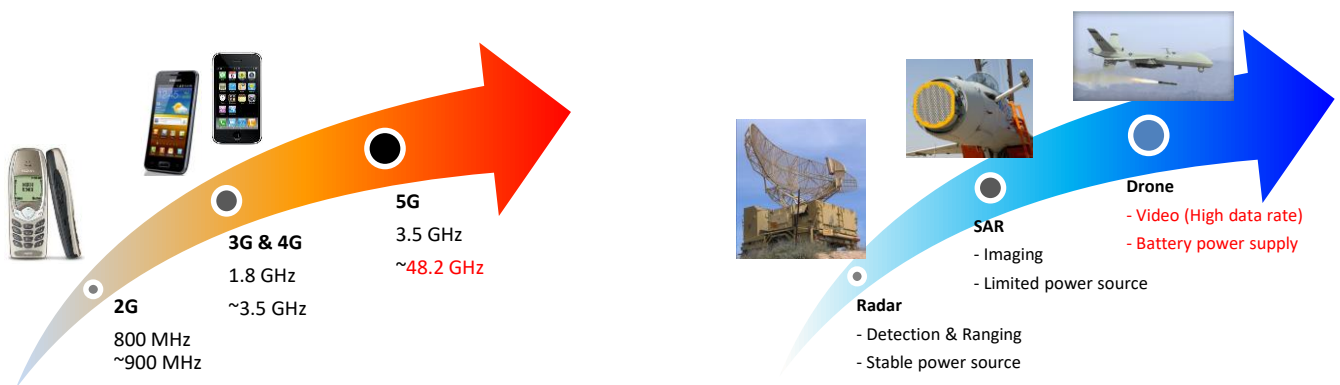 2G
800 MHz
~900 MHz
3G & 4G
1.8 GHz
~3.5 GHz
5G
3.5 GHz
~48.2 GHz
Radar
- Detection & Ranging
- Stable power source
SAR
- Imaging
- Limited power source
Drone
- Video (High data rate)
- Battery power supply